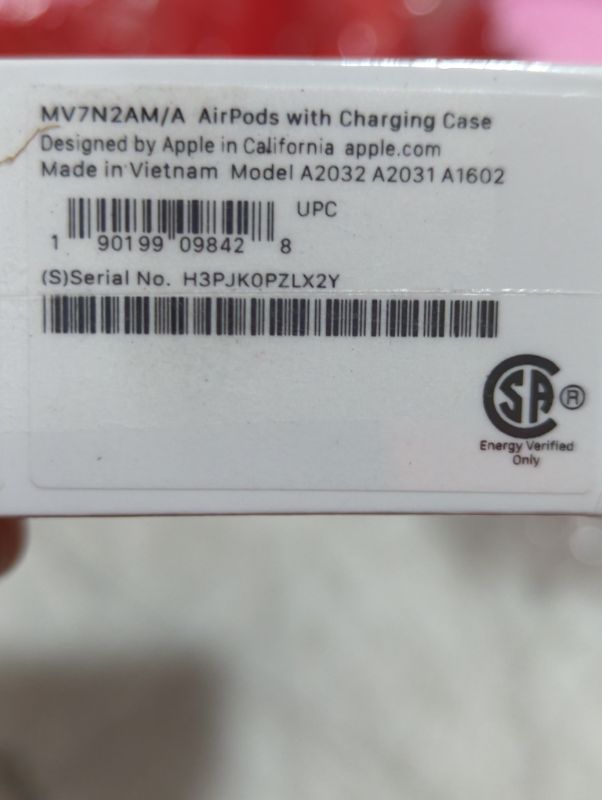 MV7N2AM/A AirPods with Charging Case
Designed by Apple in California apple.com
Made in Vietnam Model A2032 A2031 A1602
UPC
1 90199 09842 8
(S)Serial No. H3PJK0PZLX2Y
SA ®
Energy Verified
Only